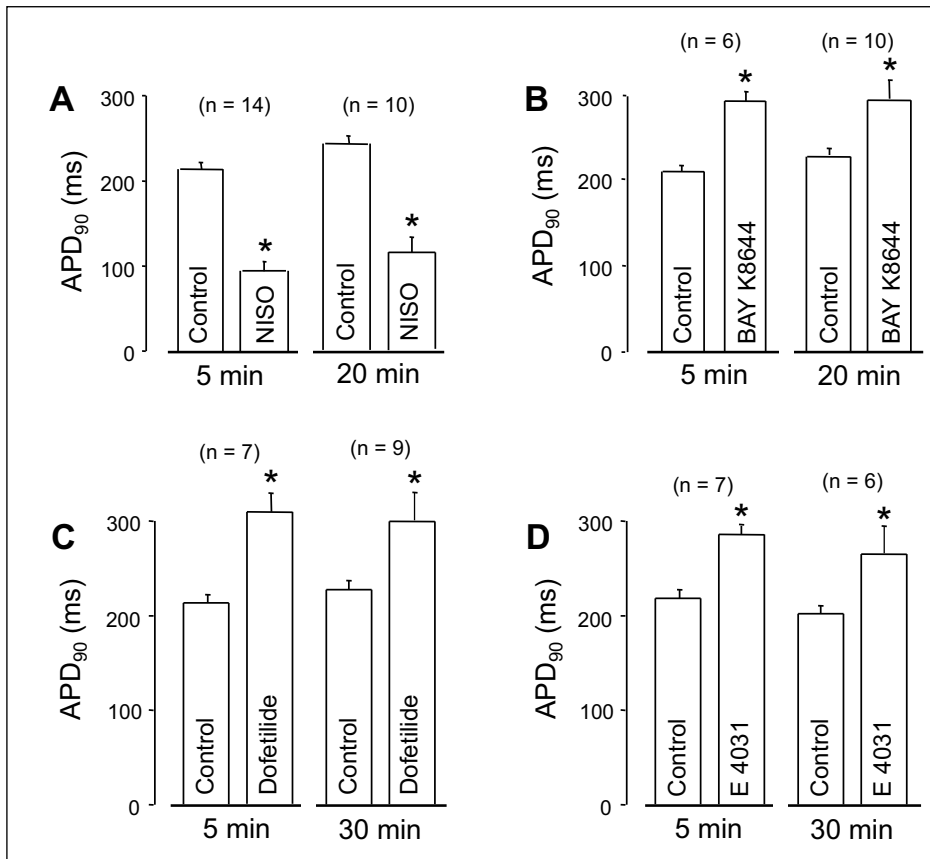 A
APD90 (ms)
300
200
100
0
(n = 14)
(n = 10)
*
*
Control
NISO
Control
NISO
5 min
20 min
B
APD90 (ms)
300
200
100
0
(n = 6)
(n = 10)
*
*
Control
BAY K8644
Control
BAY K8644
5 min
20 min
C
APD90 (ms)
300
200
100
0
(n = 7)
(n = 9)
*
*
Control
Dofetilide
Control
Dofetilide
5 min
30 min
D
APD90 (ms)
300
200
100
0
(n = 7)
(n = 6)
*
*
Control
E 4031
Control
E 4031
5 min
30 min